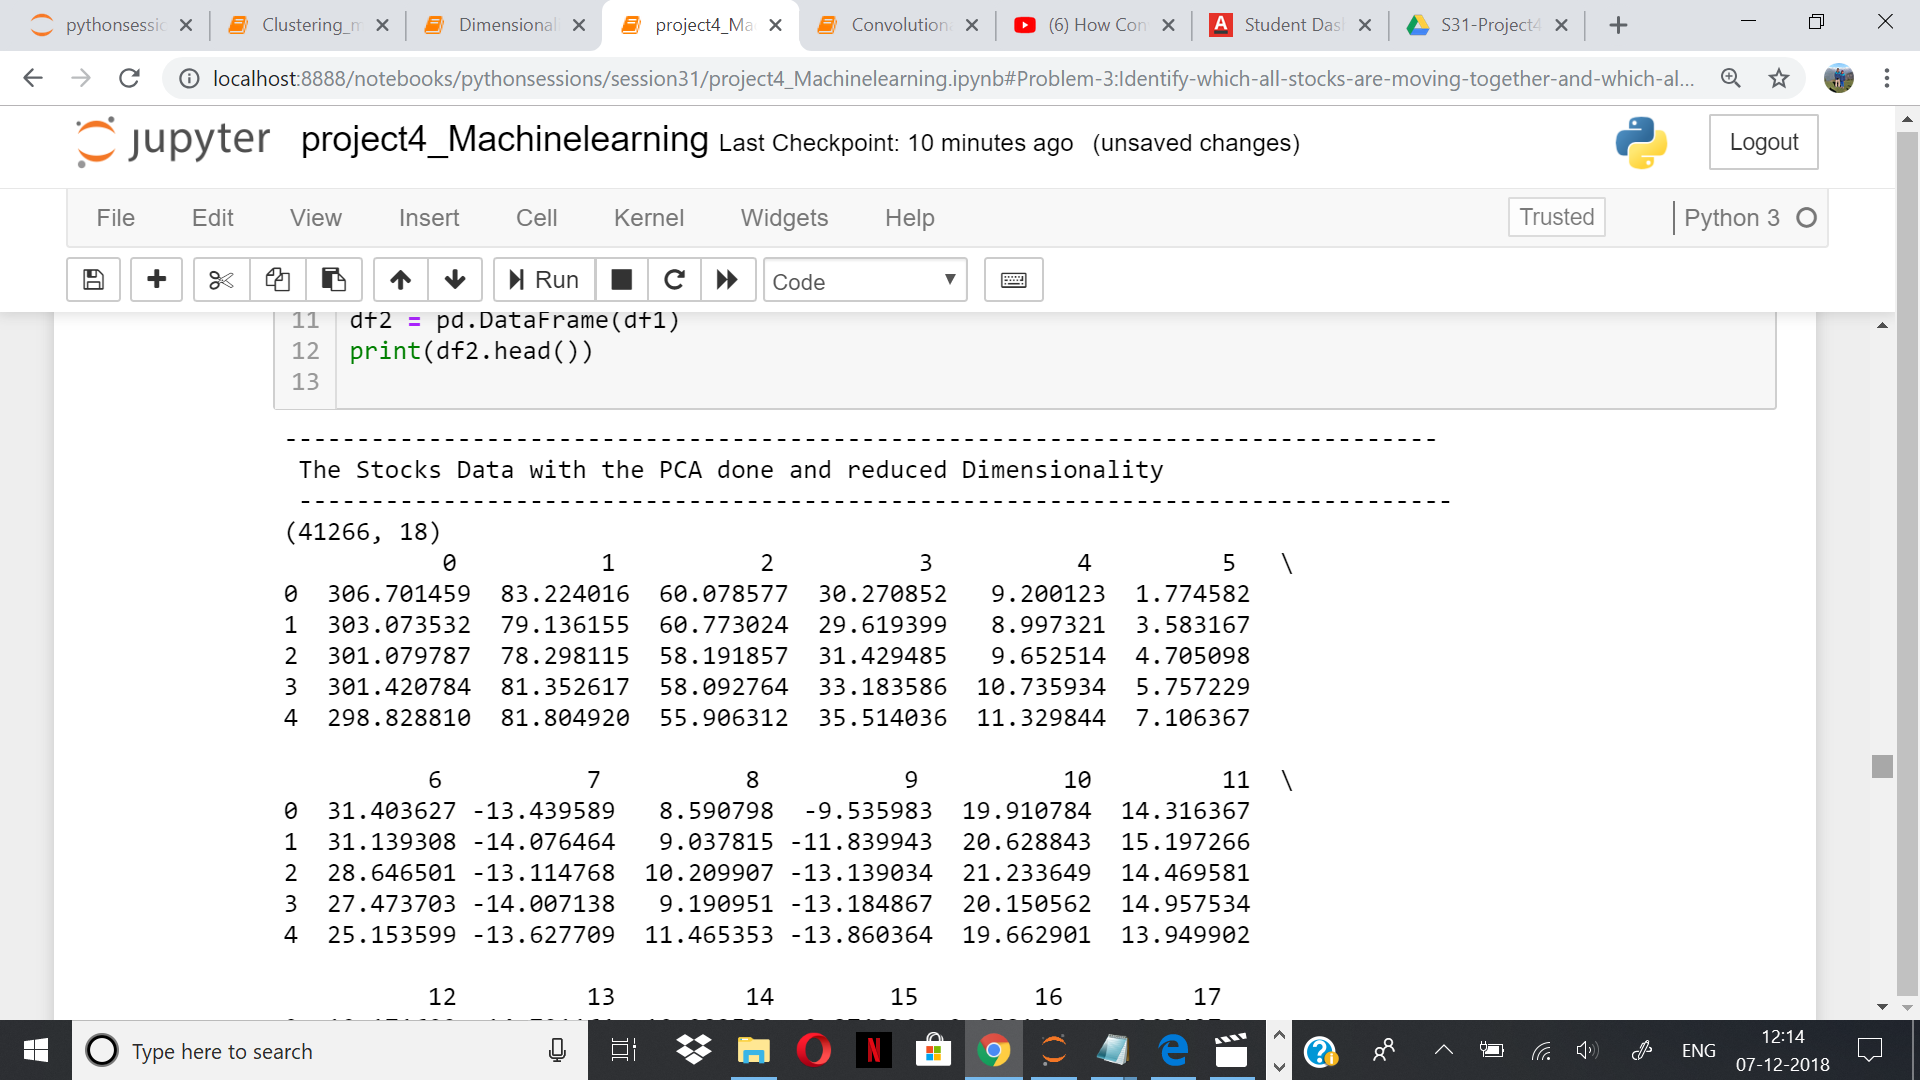 pythonsessic
Clustering_m
Dimensional
project4_Ma
Convolution
(6) How Con
Student Das
S31-Project4
localhost:8888/notebooks/pythonsessions/session31/project4_Machinelearning.ipynb#Problem-3:Identify-which-all-stocks-are-moving-together-and-which-al...
jupyter project4_Machinelearning Last Checkpoint: 10 minutes ago (unsaved changes)
Logout
File Edit View Insert Cell Kernel Widgets Help
Trusted
Python 3
Run
Code
11 df2 = pd.DataFrame(df1)
12 print(df2.head())
13
--------------------------------------------------------------------------------
The Stocks Data with the PCA done and reduced Dimensionality
--------------------------------------------------------------------------------
(41266, 18)
0 1 2 3 4 5 \
0 306.701459 83.224016 60.078577 30.270852 9.200123 1.774582
1 303.073532 79.136155 60.773024 29.619399 8.997321 3.583167
2 301.079787 78.298115 58.191857 31.429485 9.652514 4.705098
3 301.420784 81.352617 58.092764 33.183586 10.735934 5.757229
4 298.828810 81.804920 55.906312 35.514036 11.329844 7.106367
6 7 8 9 10 11 \
0 31.403627 -13.439589 8.590798 -9.535983 19.910784 14.316367
1 31.139308 -14.076464 9.037815 -11.839943 20.628843 15.197266
2 28.646501 -13.114768 10.209907 -13.139034 21.233649 14.469581
3 27.473703 -14.007138 9.190951 -13.184867 20.150562 14.957534
4 25.153599 -13.627709 11.465353 -13.860364 19.662901 13.949902
12 13 14 15 16 17
Type here to search
ENG
12:14
07-12-2018